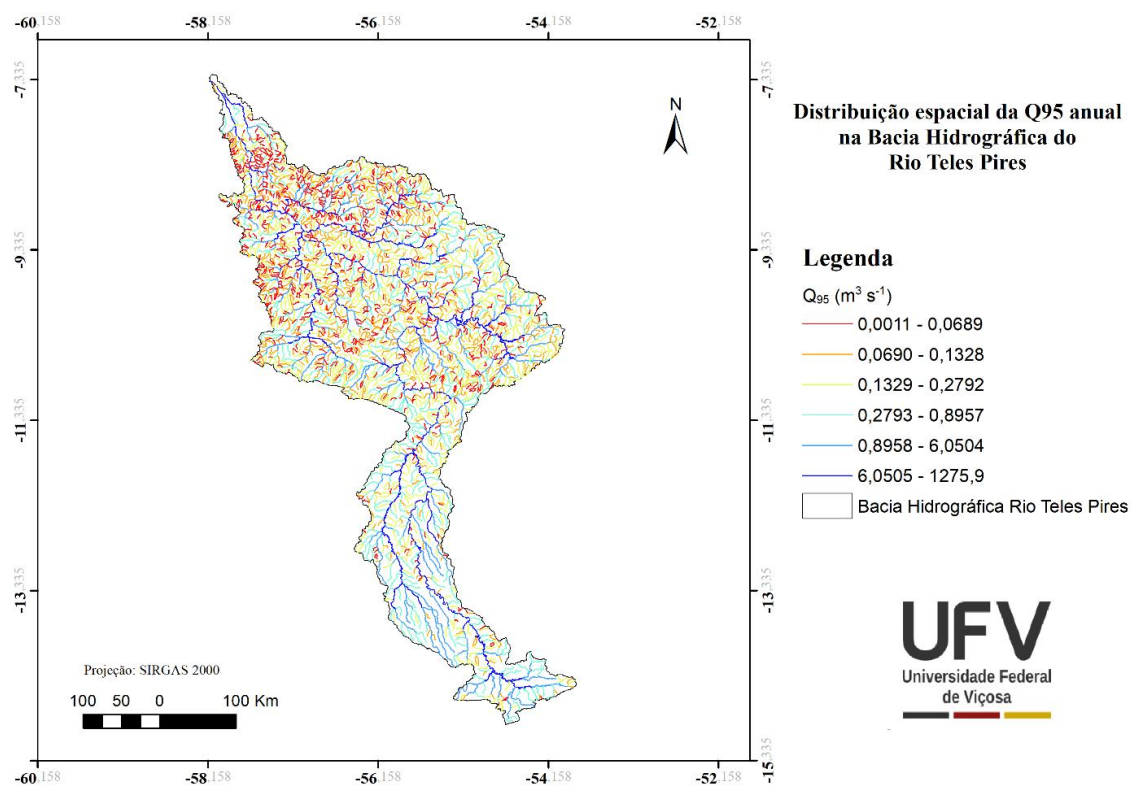 -60,158
-58,158
-56,158
-54,158
-52,158
-7,335
-9,335
-11,335
-13,335
-15,335
-7,335
-9,335
-11,335
-13,335
-15,335
N
Projeção: SIRGAS 2000
100 50 0 100 Km
-60,158
-58,158
-56,158
-54,158
-52,158
Distribuição espacial da Q95 anual
na Bacia Hidrográfica do
Rio Teles Pires
Legenda
Q95 (m³ s⁻¹)
0,0011 - 0,0689
0,0690 - 0,1328
0,1329 - 0,2792
0,2793 - 0,8957
0,8958 - 6,0504
6,0505 - 1275,9
Bacia Hidrográfica Rio Teles Pires
UFV
Universidade Federal
de Viçosa